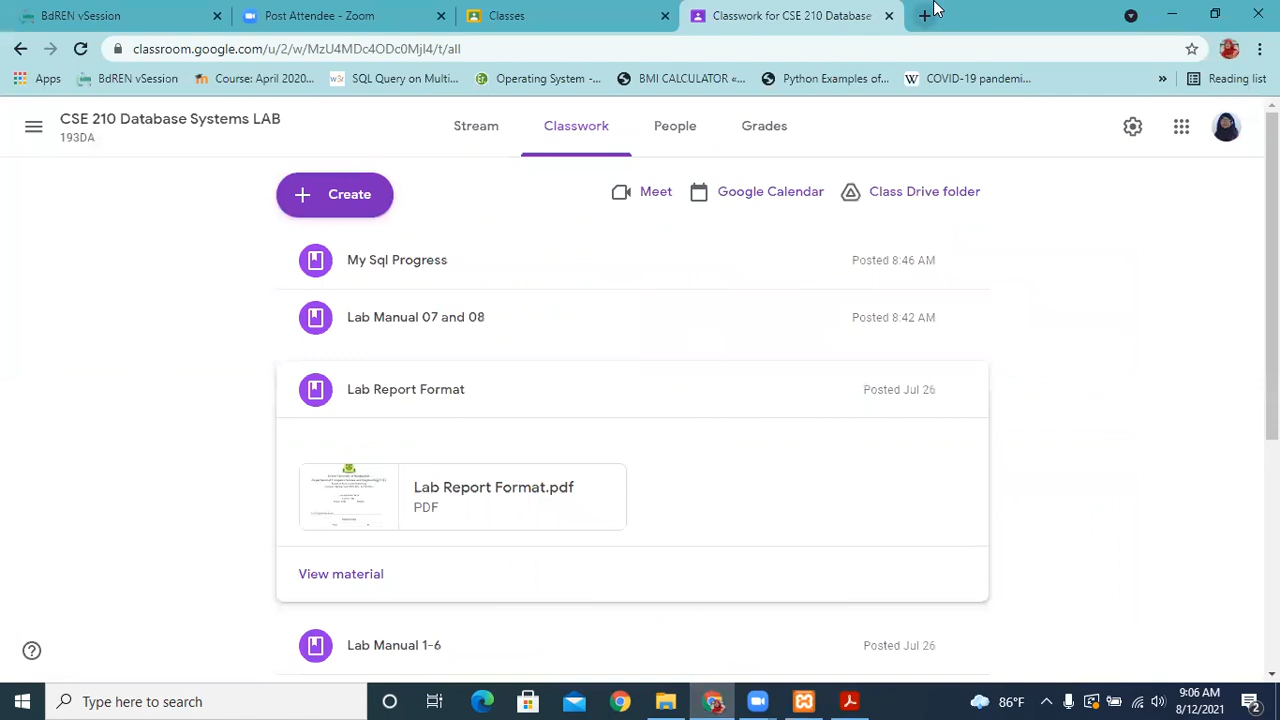 BdREN vSession
Post Attendee - Zoom
Classes
Classwork for CSE 210 Database
classroom.google.com/u/2/w/MzU4MDc4ODc0MjI4/t/all
Apps
BdREN vSession
Course: April 2020...
SQL Query on Multi...
Operating System -...
BMI CALCULATOR «...
Python Examples of...
COVID-19 pandemi...
»
Reading list
CSE 210 Database Systems LAB
193DA
Stream
Classwork
People
Grades
Create
Meet
Google Calendar
Class Drive folder
My Sql Progress
Posted 8:46 AM
Lab Manual 07 and 08
Posted 8:42 AM
Lab Report Format
Posted Jul 26
Lab Report Format.pdf
PDF
View material
Lab Manual 1-6
Posted Jul 26
Type here to search
86°F
9:06 AM
8/12/2021
2